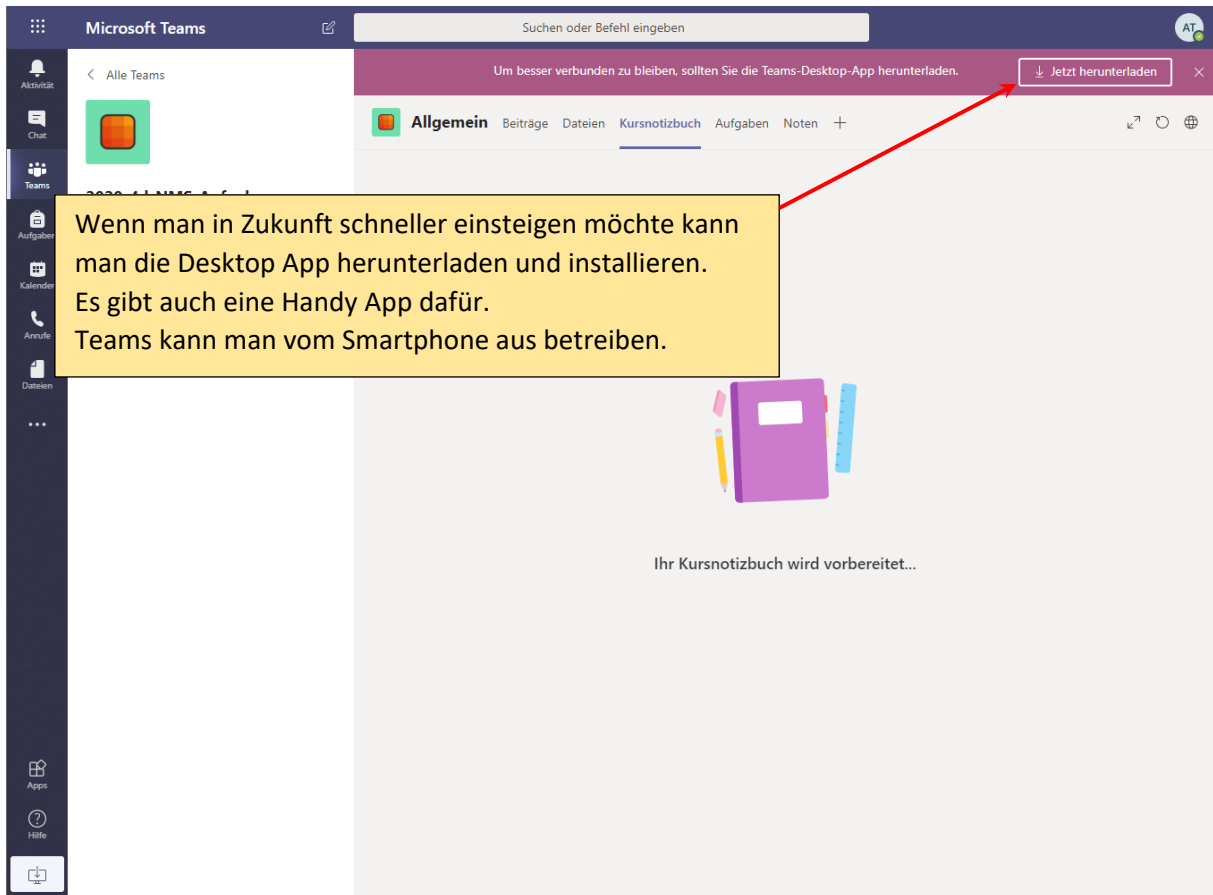 Microsoft Teams
Suchen oder Befehl eingeben
AT
Aktivität
Chat
Teams
Aufgaben
Kalender
Anrufe
Dateien
Apps
Hilfe
Alle Teams
Um besser verbunden zu bleiben, sollten Sie die Teams-Desktop-App herunterladen.
Jetzt herunterladen
Allgemein Beiträge Dateien Kursnotizbuch Aufgaben Noten
Wenn man in Zukunft schneller einsteigen möchte kann
man die Desktop App herunterladen und installieren.
Es gibt auch eine Handy App dafür.
Teams kann man vom Smartphone aus betreiben.
Ihr Kursnotizbuch wird vorbereitet...